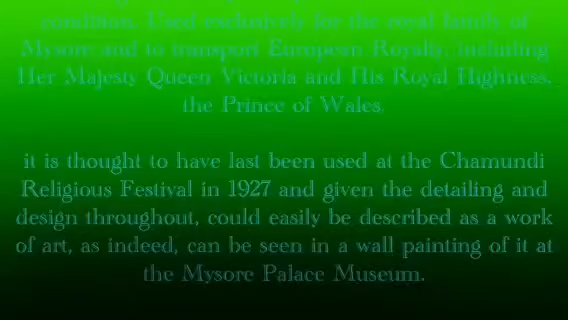 condition. Used exclusively for the royal family of
Mysore and to transport European Royalty, including
Her Majesty Queen Victoria and His Royal Highness,
the Prince of Wales.
it is thought to have last been used at the Chamundi
Religious Festival in 1927 and given the detailing and
design throughout, could easily be described as a work
of art, as indeed, can be seen in a wall painting of it at
the Mysore Palace Museum.